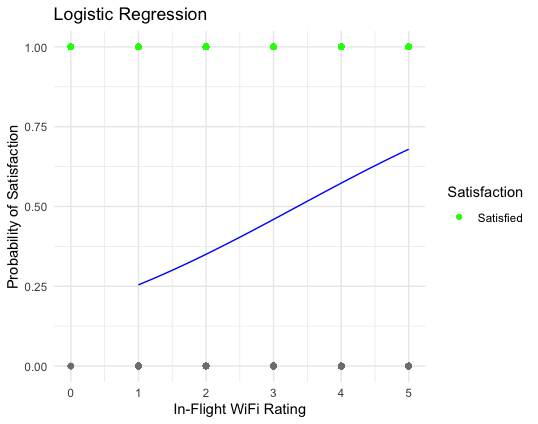 Logistic Regression
1.00
0.75
0.50
0.25
0.00
Probability of Satisfaction
0 1 2 3 4 5
In-Flight WiFi Rating
Satisfaction
Satisfied